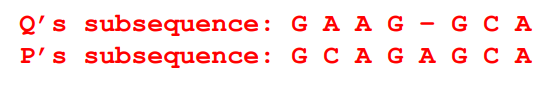 Q’s subsequence: G A A G – G C A
P’s subsequence: G C A G A G C A